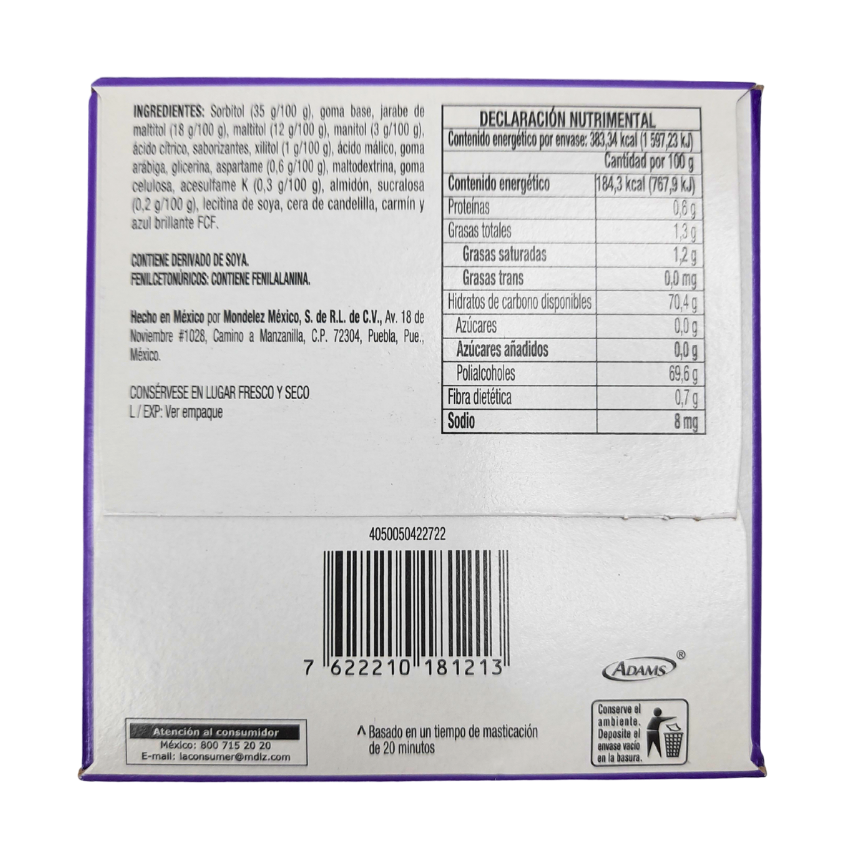 INGREDIENTES: Sorbitol (35 g/100 g), goma base, jarabe de
maltitol (18 g/100 g), maltitol (12 g/100 g), manitol (3 g/100 g),
ácido cítrico, saborizantes, xilitol (1 g/100 g), ácido málico, goma
arábiga, glicerina, aspartame (0,6 g/100 g), maltodextrina, goma
celulosa, acesulfame K (0,3 g/100 g), almidón, sucralosa
(0,2 g/100 g), lecitina de soya, cera de candelilla, carmín y
azul brillante FCF.
CONTIENE DERIVADO DE SOYA.
FENILCETONÚRICOS: CONTIENE FENILALANINA.
Hecho en México por Mondelez México, S. de R.L. de C.V., Av. 18 de
Noviembre #1028, Camino a Manzanilla, C.P. 72304, Puebla, Pue.,
México.
CONSÉRVESE EN LUGAR FRESCO Y SECO
L / EXP: Ver empaque
DECLARACIÓN NUTRIMENTAL
Contenido energético por envase: 383,34 kcal (1 597,23 kJ)
Cantidad por 100 g
Contenido energético 184,3 kcal (767,9 kJ)
Proteínas 0,6 g
Grasas totales 1,3 g
Grasas saturadas 1,2 g
Grasas trans 0,0 mg
Hidratos de carbono disponibles 70,4 g
Azúcares 0,0 g
Azúcares añadidos 0,0 g
Polialcoholes 69,6 g
Fibra dietética 0,7 g
Sodio 8 mg
4050050422722
7 622210 181213
ADAMS ®
Atención al consumidor
México: 800 715 20 20
E-mail: laconsumer@mdlz.com
^ Basado en un tiempo de masticación
de 20 minutos
Conserve el
ambiente.
Deposite el
envase vacío
en la basura.